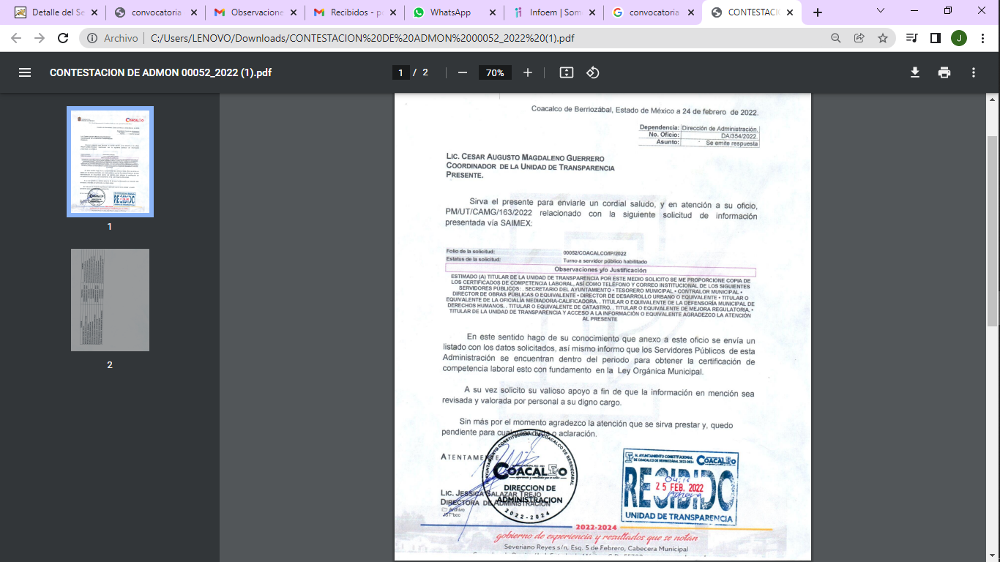 Detalle del Se
convocatoria
Observacione
Recibidos - p
WhatsApp
Infoem | Som
convocatoria
CONTESTACI
Archivo
C:/Users/LENOVO/Downloads/CONTESTACION%20DE%20ADMON%2000052_2022%20(1).pdf
J
CONTESTACION DE ADMON 00052_2022 (1).pdf
1 / 2
70%
1
2
Coacalco de Berriozábal, Estado de México a 24 de febrero de 2022.
Dependencia: Dirección de Administración.
No. Oficio: DA/354/2022.
Asunto: Se emite respuesta
LIC. CESAR AUGUSTO MAGDALENO GUERRERO
COORDINADOR DE LA UNIDAD DE TRANSPARENCIA
PRESENTE.
Sirva el presente para enviarle un cordial saludo, y en atención a su oficio,
PM/UT/CAMG/163/2022 relacionado con la siguiente solicitud de información
presentada vía SAIMEX:
Folio de la solicitud: 00052/COACALCO/IP/2022
Estatus de la solicitud: Turno a servidor público habilitado
Observaciones y/o Justificación
ESTIMADO (A) TITULAR DE LA UNIDAD DE TRANSPARENCIA POR ESTE MEDIO SOLICITO SE ME PROPORCIONE COPIA DE
LOS CERTIFICADOS DE COMPETENCIA LABORAL, ASÍ COMO TELÉFONO Y CORREO INSTITUCIONAL DE LOS SIGUIENTES
SERVIDORES PÚBLICOS: . SECRETARIO DEL AYUNTAMIENTO • TESORERO MUNICIPAL • CONTRALOR MUNICIPAL •
DIRECTOR DE OBRAS PÚBLICAS O EQUIVALENTE • DIRECTOR DE DESARROLLO URBANO O EQUIVALENTE • TITULAR O
EQUIVALENTE DE LA OFICIALÍA MEDIADORA-CALIFICADORA. . TITULAR O EQUIVALENTE DE LA DEFENSORÍA MUNICIPAL DE
DERECHOS HUMANOS. . TITULAR O EQUIVALENTE DE CATASTRO. . TITULAR O EQUIVALENTE DE MEJORA REGULATORIA, •
TITULAR DE LA UNIDAD DE TRANSPARENCIA Y ACCESO A LA INFORMACIÓN O EQUIVALENTE AGRADEZCO LA ATENCIÓN
AL PRESENTE
En este sentido hago de su conocimiento que anexo a este oficio se envía un
listado con los datos solicitados, así mismo informo que los Servidores Públicos de esta
Administración se encuentran dentro del periodo para obtener la certificación de
competencia laboral esto con fundamento en la Ley Orgánica Municipal.
A su vez solicito su valioso apoyo a fin de que la información en mención sea
revisada y valorada por personal a su digno cargo.
Sin más por el momento agradezco la atención que se sirva prestar y, quedo
pendiente para cualquier duda o aclaración.
ATENTAMENTE
AYUNTAMIENTO CONSTITUCIONAL DE COACALCO DE BERRIOZÁBAL
COACALCO
DIRECCION DE
ADMINISTRACION
2022-2024
LIC. JESSICA SALAZAR TREJO
DIRECTORA DE ADMINISTRACIÓN
Archivo
JST*bcc
H. AYUNTAMIENTO CONSTITUCIONAL
DE COACALCO DE BERRIOZÁBAL 2022-2024
COACALCO
RECIBIDO
25 FEB. 2022
UNIDAD DE TRANSPARENCIA
2022-2024
gobierno de experiencia y resultados que se notan
Severiano Reyes s/n, Esq. 5 de Febrero, Cabecera Municipal